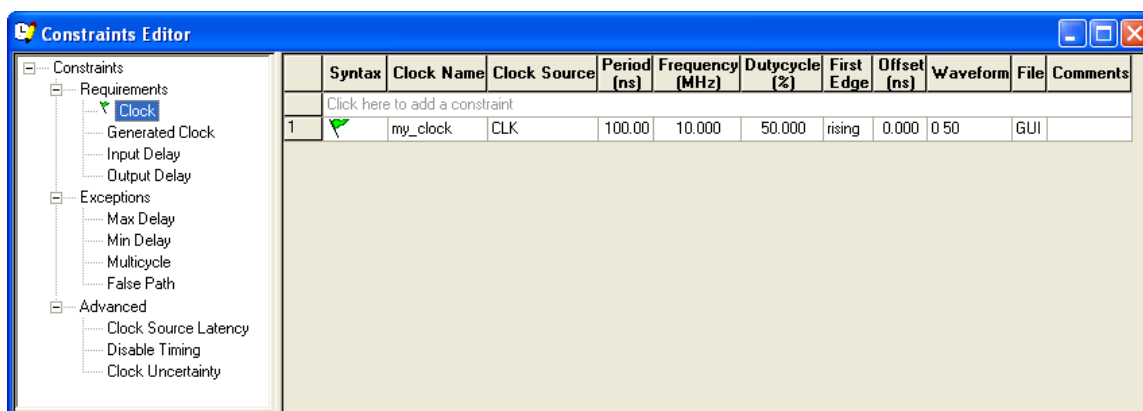 Constraints Editor
Constraints
Requirements
Clock
Generated Clock
Input Delay
Output Delay
Exceptions
Max Delay
Min Delay
Multicycle
False Path
Advanced
Clock Source Latency
Disable Timing
Clock Uncertainty
Syntax Clock Name Clock Source Period (ns) Frequency (MHz) Dutycycle (%) First Edge Offset (ns) Waveform File Comments
Click here to add a constraint
1 my_clock CLK 100.00 10.000 50.000 rising 0.000 0 50 GUI